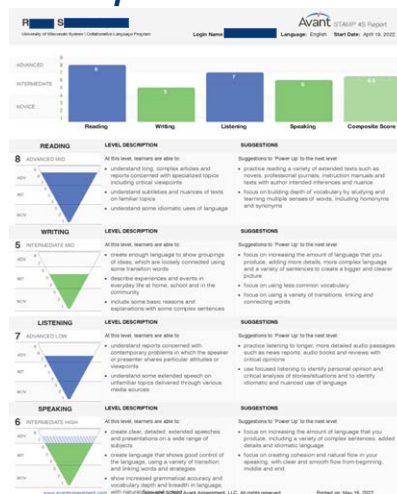 R S
Avant STAMP 4S Report
University of Wisconsin System | Collaborative Language Program
Login Name: Language: English Start Date: April 19, 2022
ADVANCED
INTERMEDIATE
NOVICE
9
8
7
6
5
4
3
2
1
8
5
7
6
6.5
Reading Writing Listening Speaking Composite Score
READING LEVEL DESCRIPTION SUGGESTIONS
8 ADVANCED MID At this level, learners are able to: Suggestions to 'Power Up' to the next level:
• understand long, complex articles and reports concerned with specialized topics including critical viewpoints
• understand subtleties and nuances of texts on familiar topics
• understand some idiomatic uses of language
• practice reading a variety of extended texts such as novels, professional journals, instruction manuals and texts with author intended inferences and nuance
• focus on building depth of vocabulary by studying and learning multiple senses of words, including homonyms and synonyms
ADV
INT
NOV
WRITING LEVEL DESCRIPTION SUGGESTIONS
5 INTERMEDIATE MID At this level, learners are able to: Suggestions to 'Power Up' to the next level:
• create enough language to show groupings of ideas, which are loosely connected using some transition words
• describe experiences and events in everyday life at home, school and in the community
• include some basic reasons and explanations with some complex sentences
• focus on increasing the amount of language that you produce, adding more details, more complex language and a variety of sentences to create a bigger and clearer picture
• focus on using less common vocabulary
• focus on using a variety of transitions, linking and connecting words
ADV
INT
NOV
LISTENING LEVEL DESCRIPTION SUGGESTIONS
7 ADVANCED LOW At this level, learners are able to: Suggestions to 'Power Up' to the next level:
• understand reports concerned with contemporary problems in which the speaker or presenter shares particular attitudes or viewpoints
• understand some extended speech on unfamiliar topics delivered through various media sources
• practice listening to longer, more detailed audio passages such as news reports, audio books and reviews with critical opinions
• use focused listening to identify personal opinion and critical analysis of stories/situations and to identify idiomatic and nuanced use of language
ADV
INT
NOV
SPEAKING LEVEL DESCRIPTION SUGGESTIONS
6 INTERMEDIATE HIGH At this level, learners are able to: Suggestions to 'Power Up' to the next level:
• create clear, detailed, extended speeches and presentations on a wide range of subjects
• create language that shows good control of the language, using a variety of transition and linking words and strategies
• show increased grammatical accuracy and vocabulary depth and breadth in language
• focus on increasing the amount of language that you produce, including a variety of complex sentences, added details and idiomatic language
• focus on creating cohesion and natural flow in your speaking, with clear and smooth flow from beginning, middle and end
ADV
INT
NOV
Avant Assessment, LLC. All rights reserved. Printed on: May 18, 2022